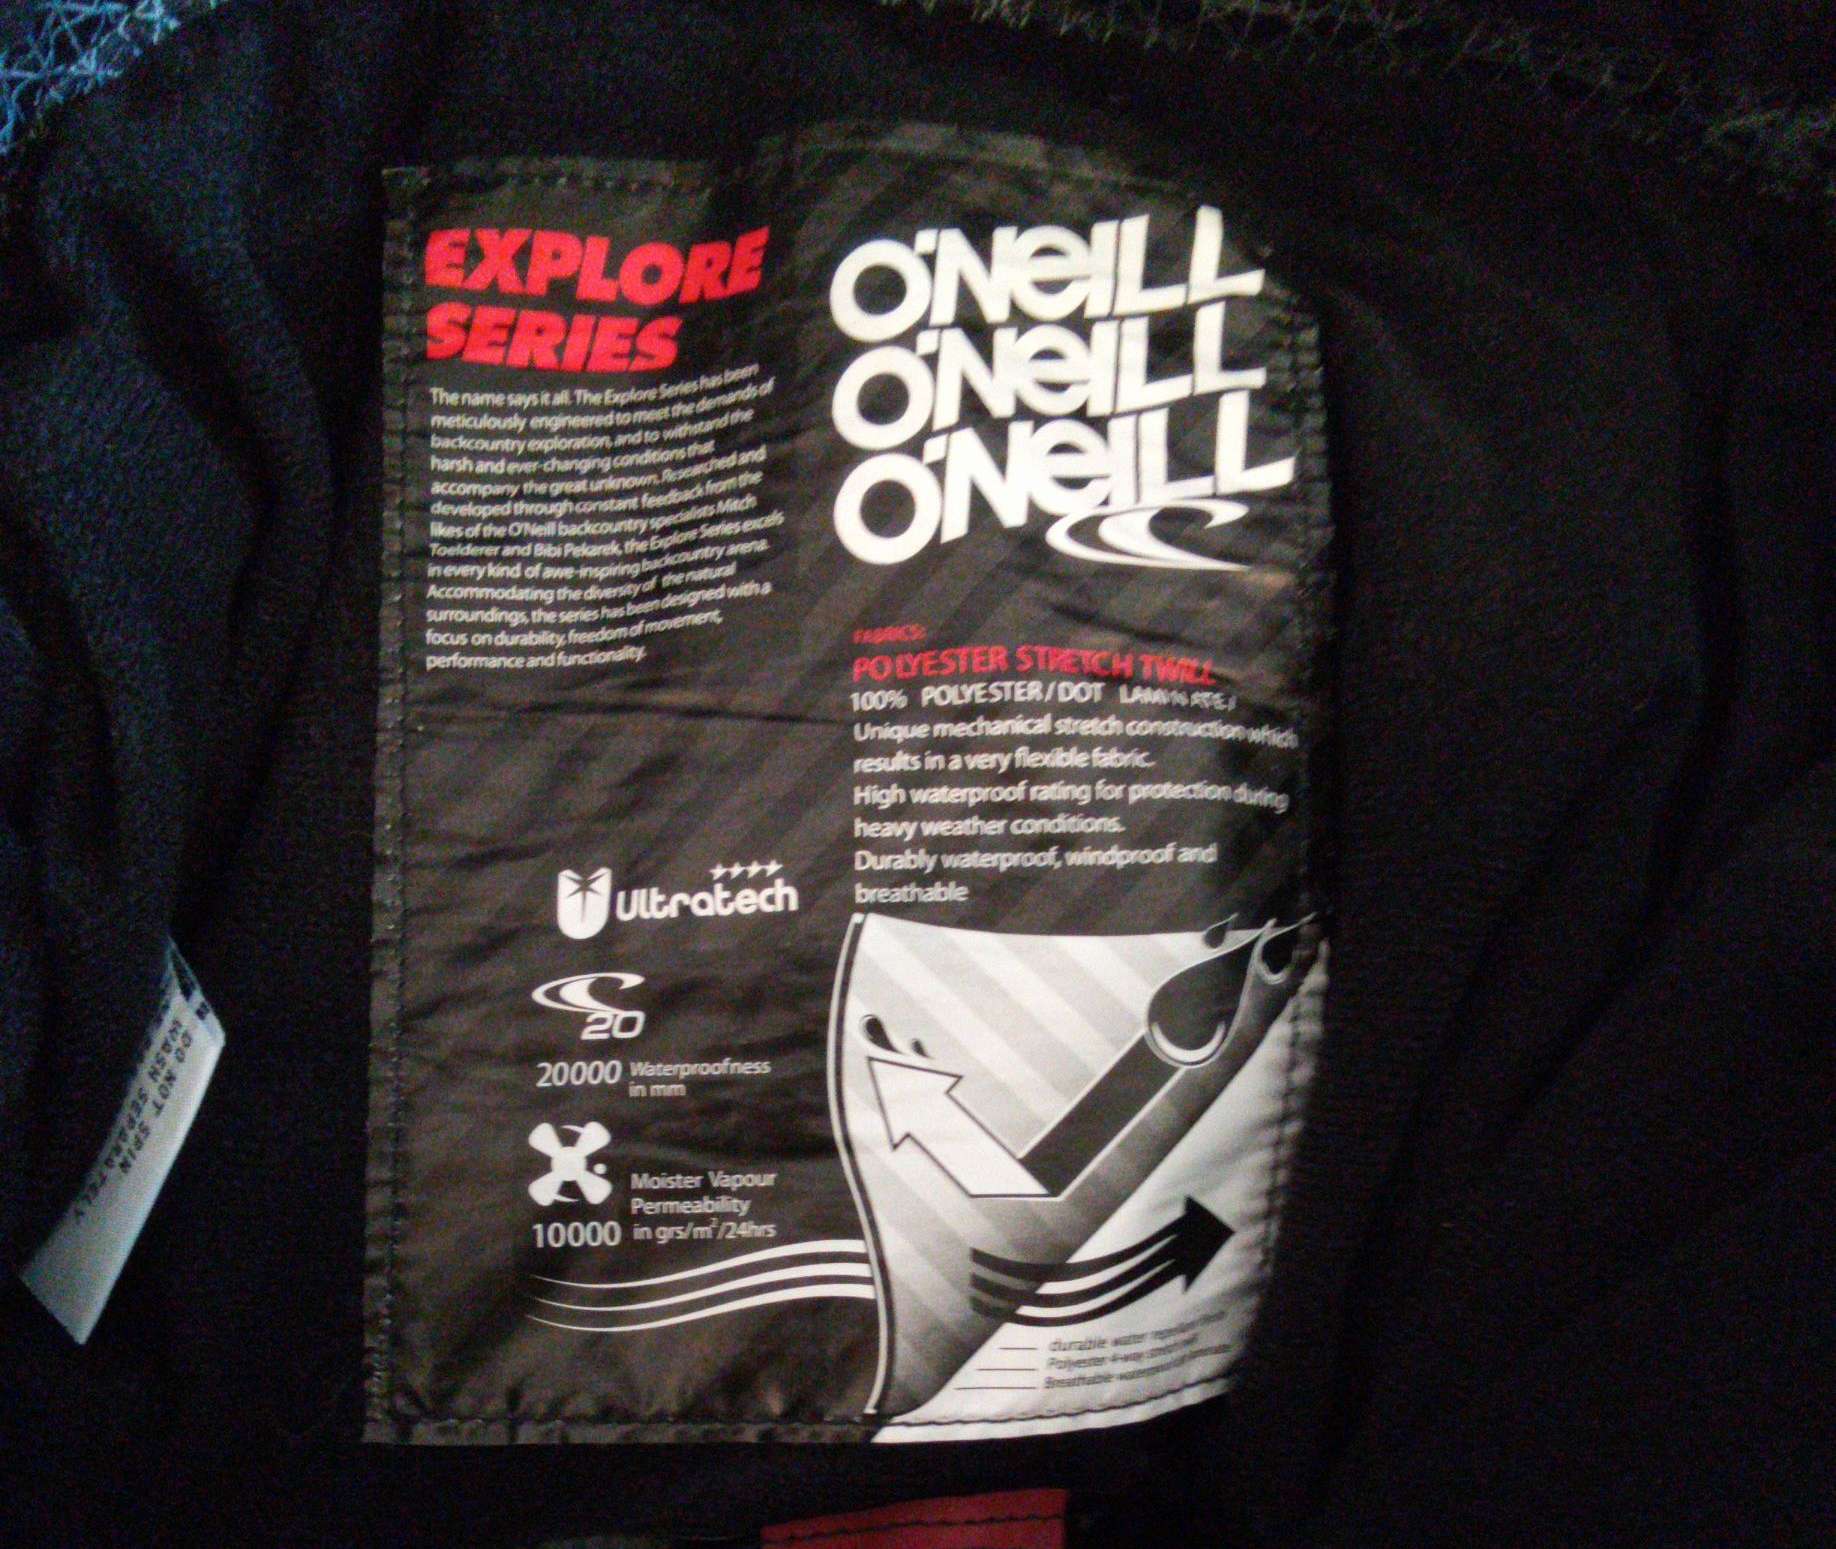 EXPLORE
SERIES
The name says it all. The Explore Series has been
meticulously engineered to meet the demands of
backcountry exploration, and to withstand the
harsh and ever-changing conditions that
accompany the great unknown. Researched and
developed through constant feedback from the
likes of the O'Neill backcountry specialists Mitch
Toelderer and Bibi Pekarek, the Explore Series excels
in every kind of awe-inspiring backcountry arena.
Accommodating the diversity of the natural
surroundings, the series has been designed with a
focus on durability, freedom of movement,
performance and functionality.
Ultratech
20
20000 Waterproofness
in mm
Moister Vapour
Permeability
10000 in grs/m²/24hrs
O'NEILL
O'NEILL
O'NEILL
FABRICS:
POLYESTER STRETCH TWILL
100% POLYESTER/DOT LAMINATE/
Unique mechanical stretch construction which
results in a very flexible fabric.
High waterproof rating for protection during
heavy weather conditions.
Durably waterproof, windproof and
breathable
durable water
Polyester 4-way
Breathable
DO NOT SPIN
WASH SEPARATELY